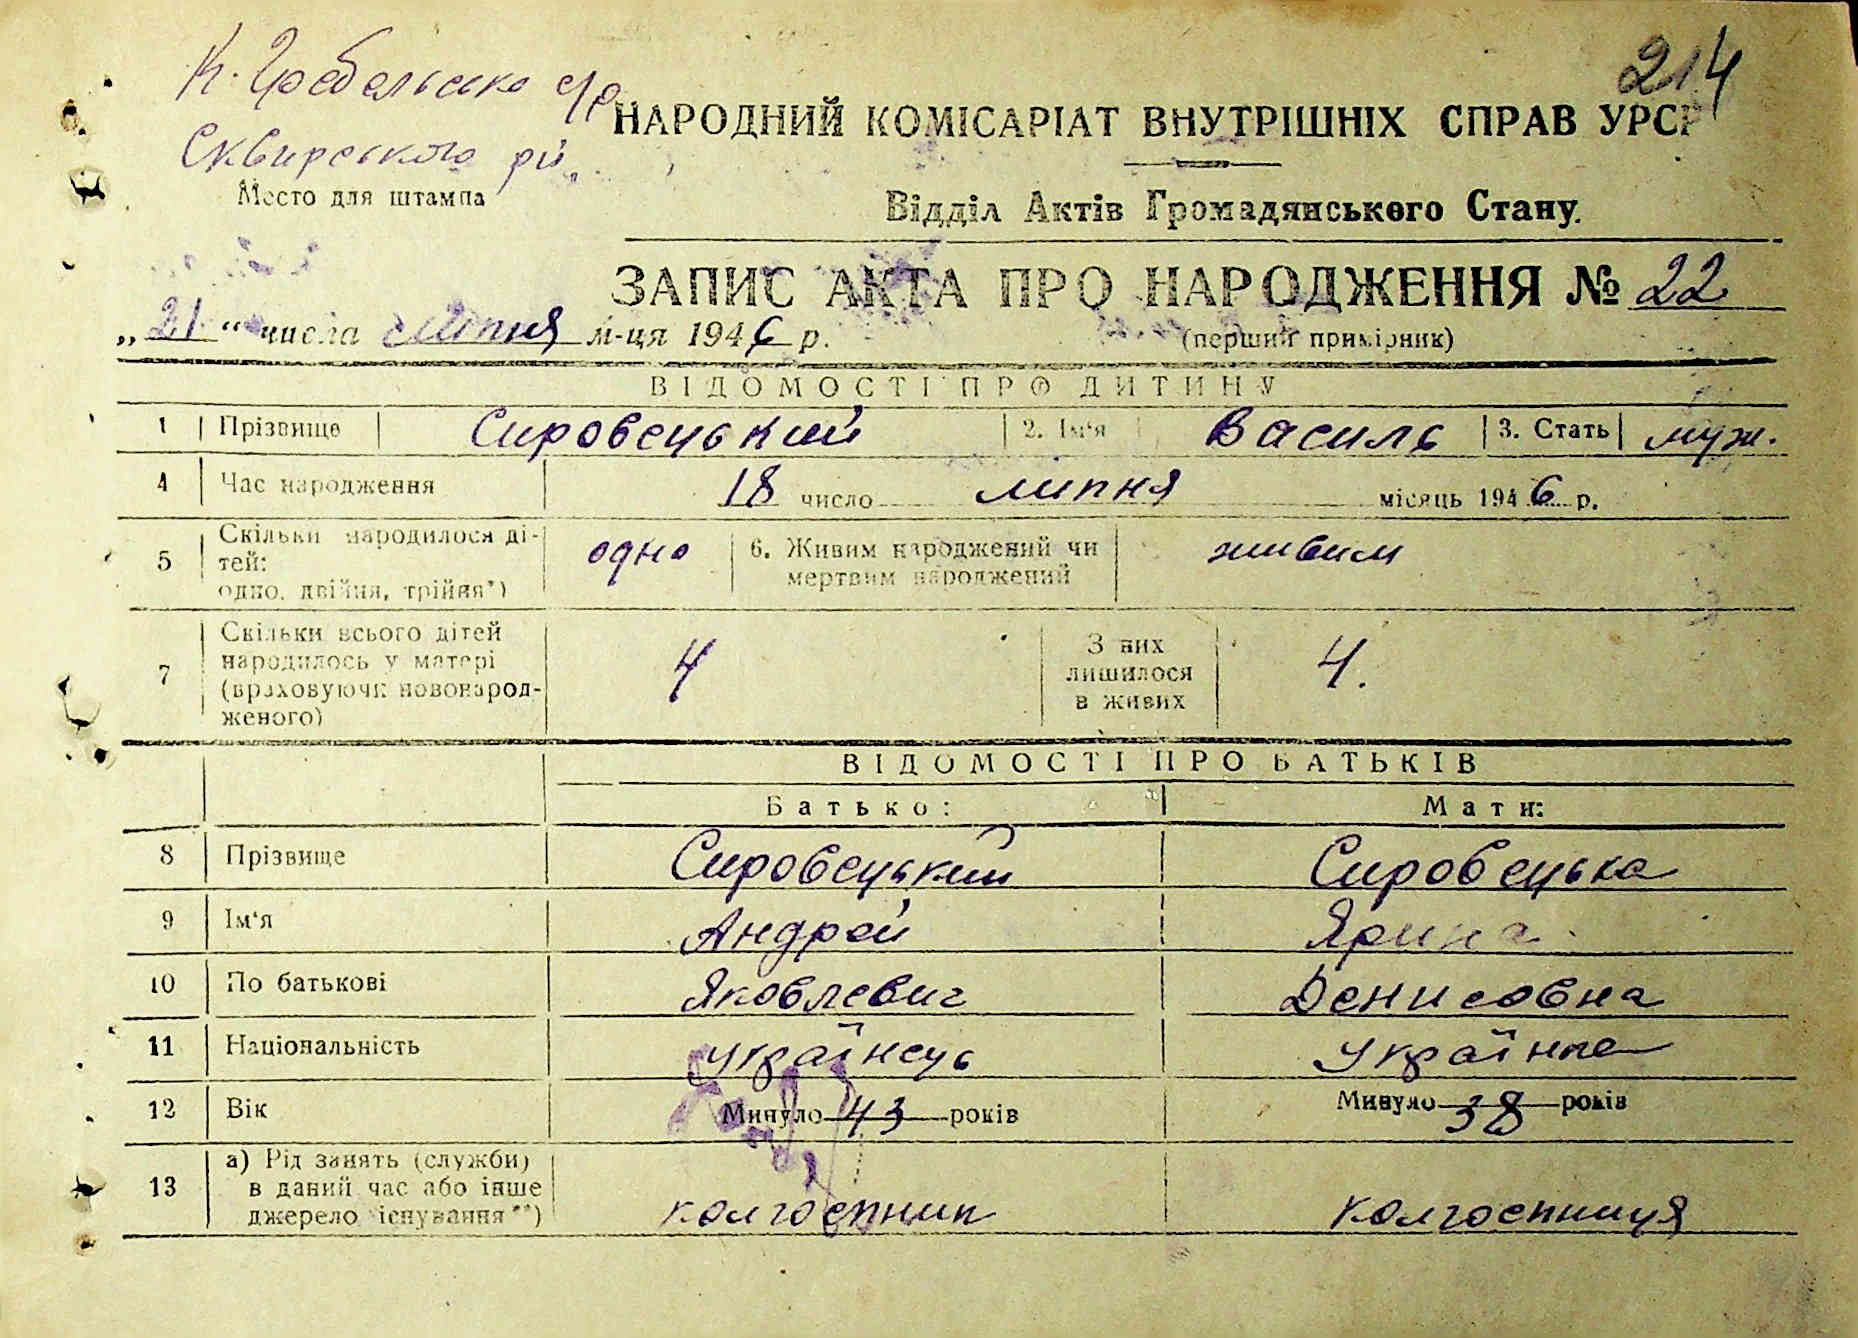 214
К. Гребельська с/р
НАРОДНИЙ КОМІСАРІАТ ВНУТРІШНІХ СПРАВ УРСР
Сквирського р-н.
Место для штампа
Відділ Актів Громадянського Стану.
ЗАПИС АКТА ПРО НАРОДЖЕННЯ № 22
„21“ числа липня м-ця 1946 р.
(перший примірник)
ВІДОМОСТІ ПРО ДИТИНУ
1 Прізвище Сировецький 2. Ім'я Василь 3. Стать муж.
4 Час народження 18 число липня місяць 1946 р.
5 Скільки народилося дітей: одно, двійня, трійня*) одно 6. Живим народжений чи мертвим народжений живим
7 Скільки всього дітей народилось у матері (враховуючи новонародженого) 4 З них лишилося в живих 4.
ВІДОМОСТІ ПРО БАТЬКІВ
Батько: Мати:
8 Прізвище Сировецький Сировецька
9 Ім'я Андрей Ярина
10 По батькові Яковлевич Денисовна
11 Національність українець українка
12 Вік Минуло 43 років Минуло 38 років
13 а) Рід занять (служби) в даний час або інше джерело існування**) колгоспник колгоспниця